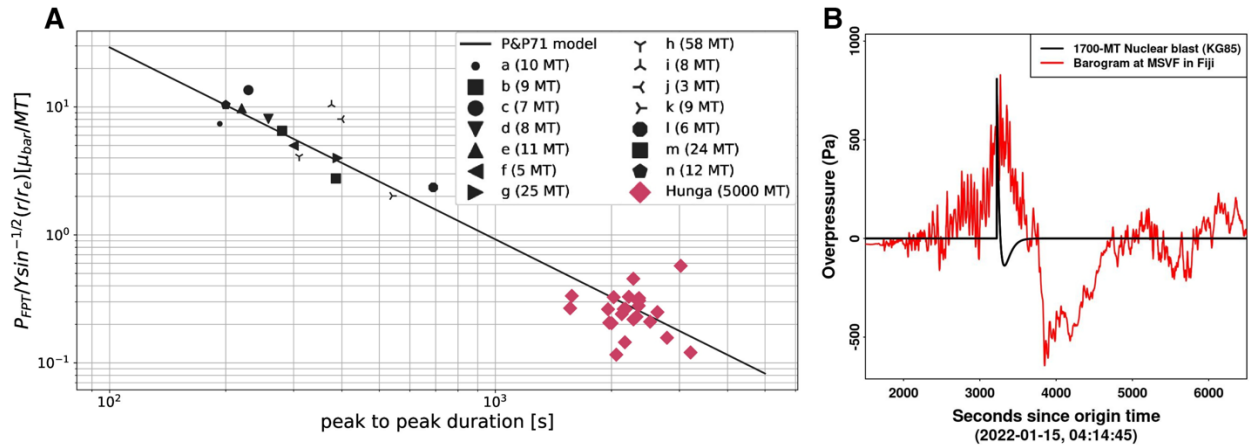 A
P_FPT/Ysin^-1/2(r/r_e)[μbar/MT]
10^1
10^0
10^-1
10^2
10^3
peak to peak duration [s]
P&P71 model
a (10 MT)
b (9 MT)
c (7 MT)
d (8 MT)
e (11 MT)
f (5 MT)
g (25 MT)
h (58 MT)
i (8 MT)
j (3 MT)
k (9 MT)
l (6 MT)
m (24 MT)
n (12 MT)
Hunga (5000 MT)
B
Overpressure (Pa)
1000
500
0
-500
1700-MT Nuclear blast (KG85)
Barogram at MSVF in Fiji
2000 3000 4000 5000 6000
Seconds since origin time
(2022-01-15, 04:14:45)